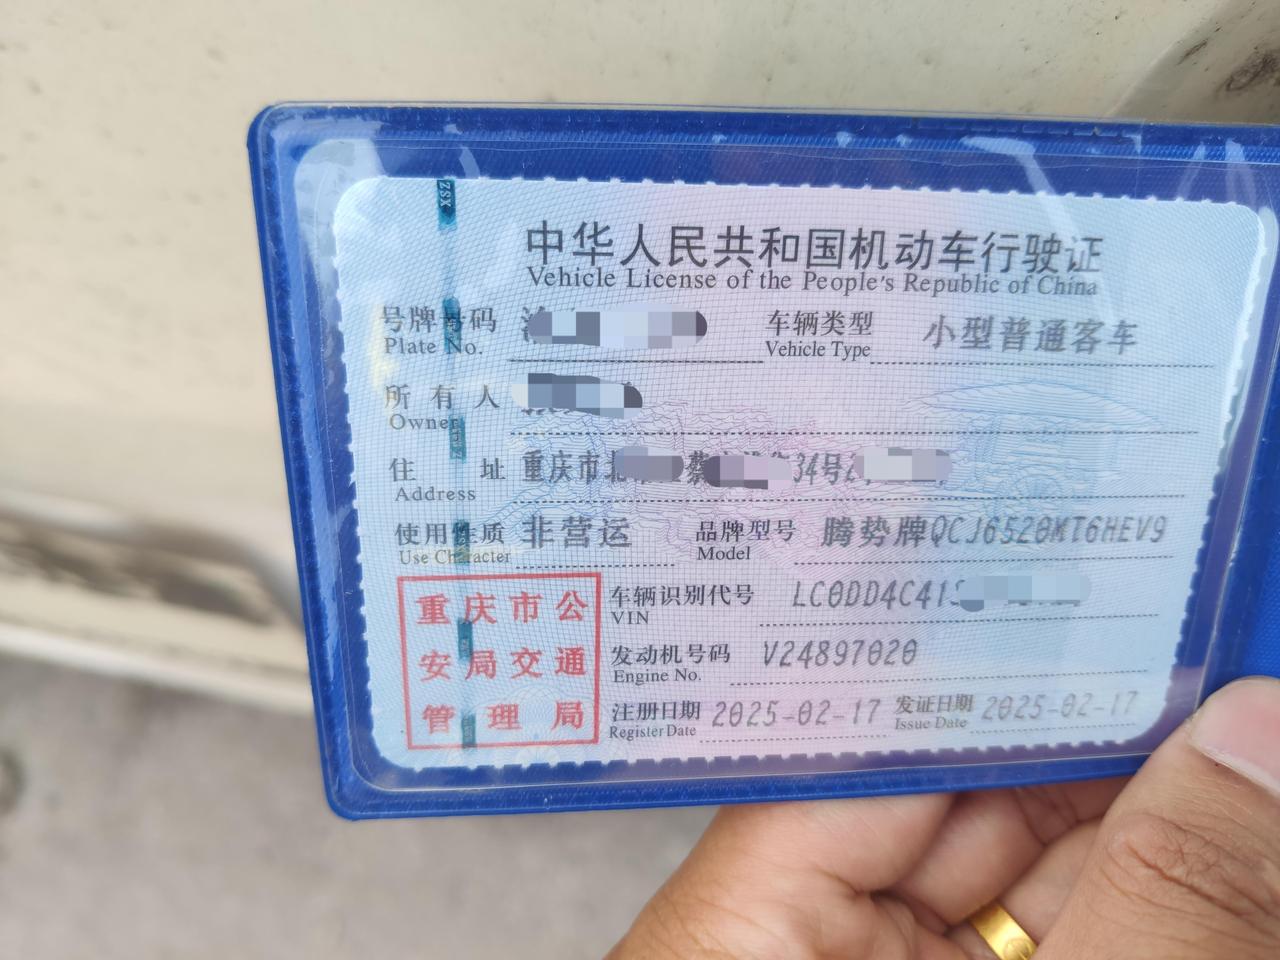 ZSX
中华人民共和国机动车行驶证
Vehicle License of the People's Republic of China
号牌号码 车辆类型 小型普通客车
Plate No. Vehicle Type
所有人
Owner
住址 重庆市北 蔡 34号
Address
使用性质 非营运 品牌型号 腾势牌QCJ6520MT6HEV9
Use Character Model
重庆市公
安局交通
管理局
车辆识别代号 LC0DD4C41S
VIN
发动机号码 V24897020
Engine No.
注册日期 2025-02-17 发证日期 2025-02-17
Register Date Issue Date